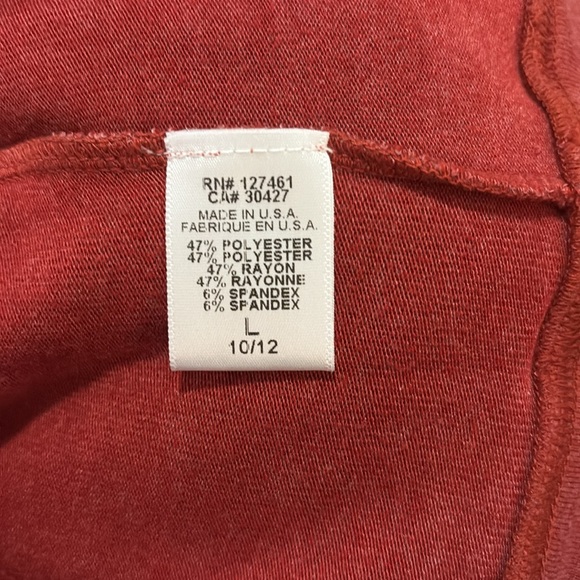 RN# 127461
CA# 30427
MADE IN U.S.A.
FABRIQUE EN U.S.A.
47% POLYESTER
47% POLYESTER
47% RAYON
47% RAYONNE
6% SPANDEX
6% SPANDEX
L
10/12